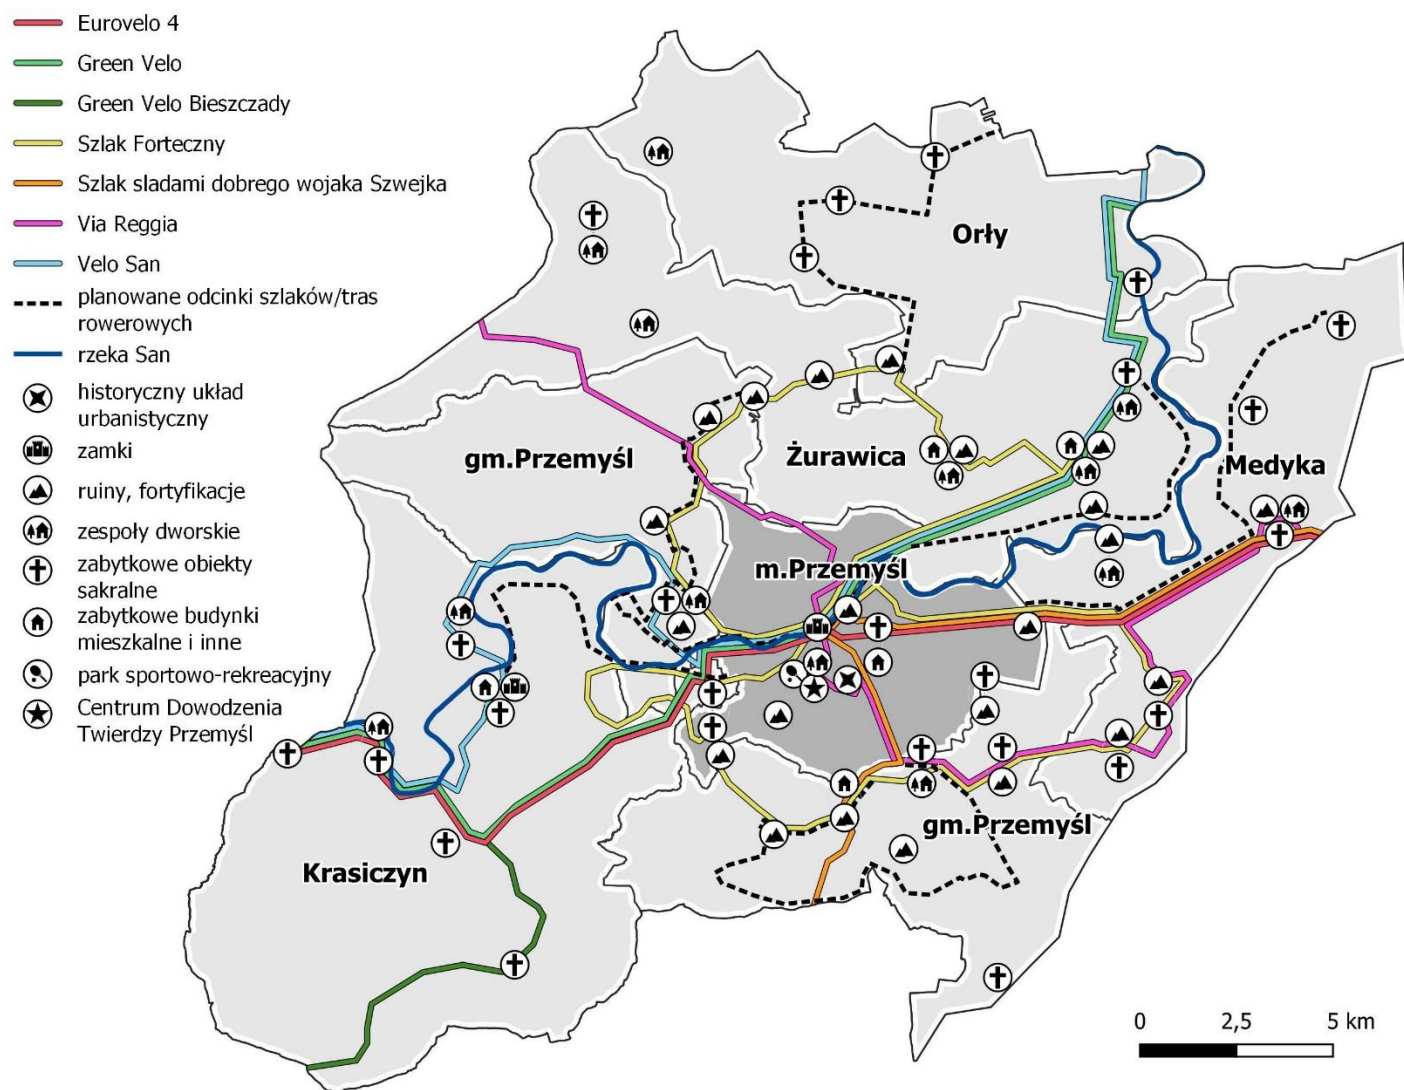 Eurovelo 4
Green Velo
Green Velo Bieszczady
Szlak Forteczny
Szlak sladami dobrego wojaka Szwejka
Via Reggia
Velo San
planowane odcinki szlaków/tras
rowerowych
rzeka San
historyczny układ
urbanistyczny
zamki
ruiny, fortyfikacje
zespoły dworskie
zabytkowe obiekty
sakralne
zabytkowe budynki
mieszkalne i inne
park sportowo-rekreacyjny
Centrum Dowodzenia
Twierdzy Przemyśl
Orły
gm.Przemyśl
Żurawica
Medyka
m.Przemyśl
gm.Przemyśl
Krasiczyn
0 2,5 5 km